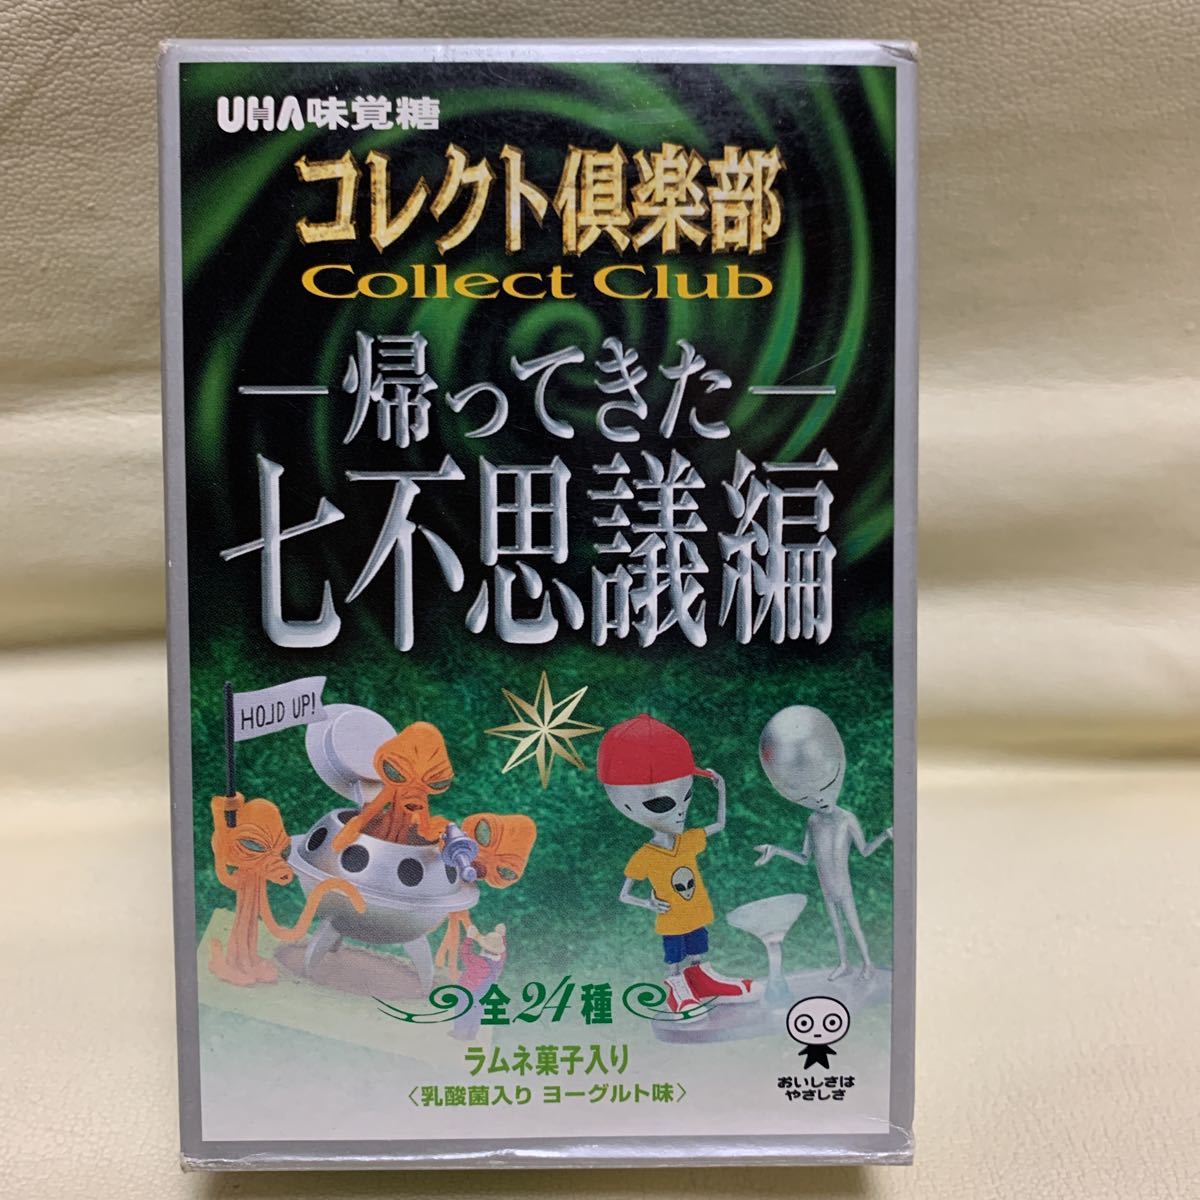 UHA味覚糖
コレクト倶楽部
Collect Club
―帰ってきた―
七不思議編
HOLD UP!
全24種
ラムネ菓子入り
〈乳酸菌入り ヨーグルト味〉
おいしさは
やさしさ